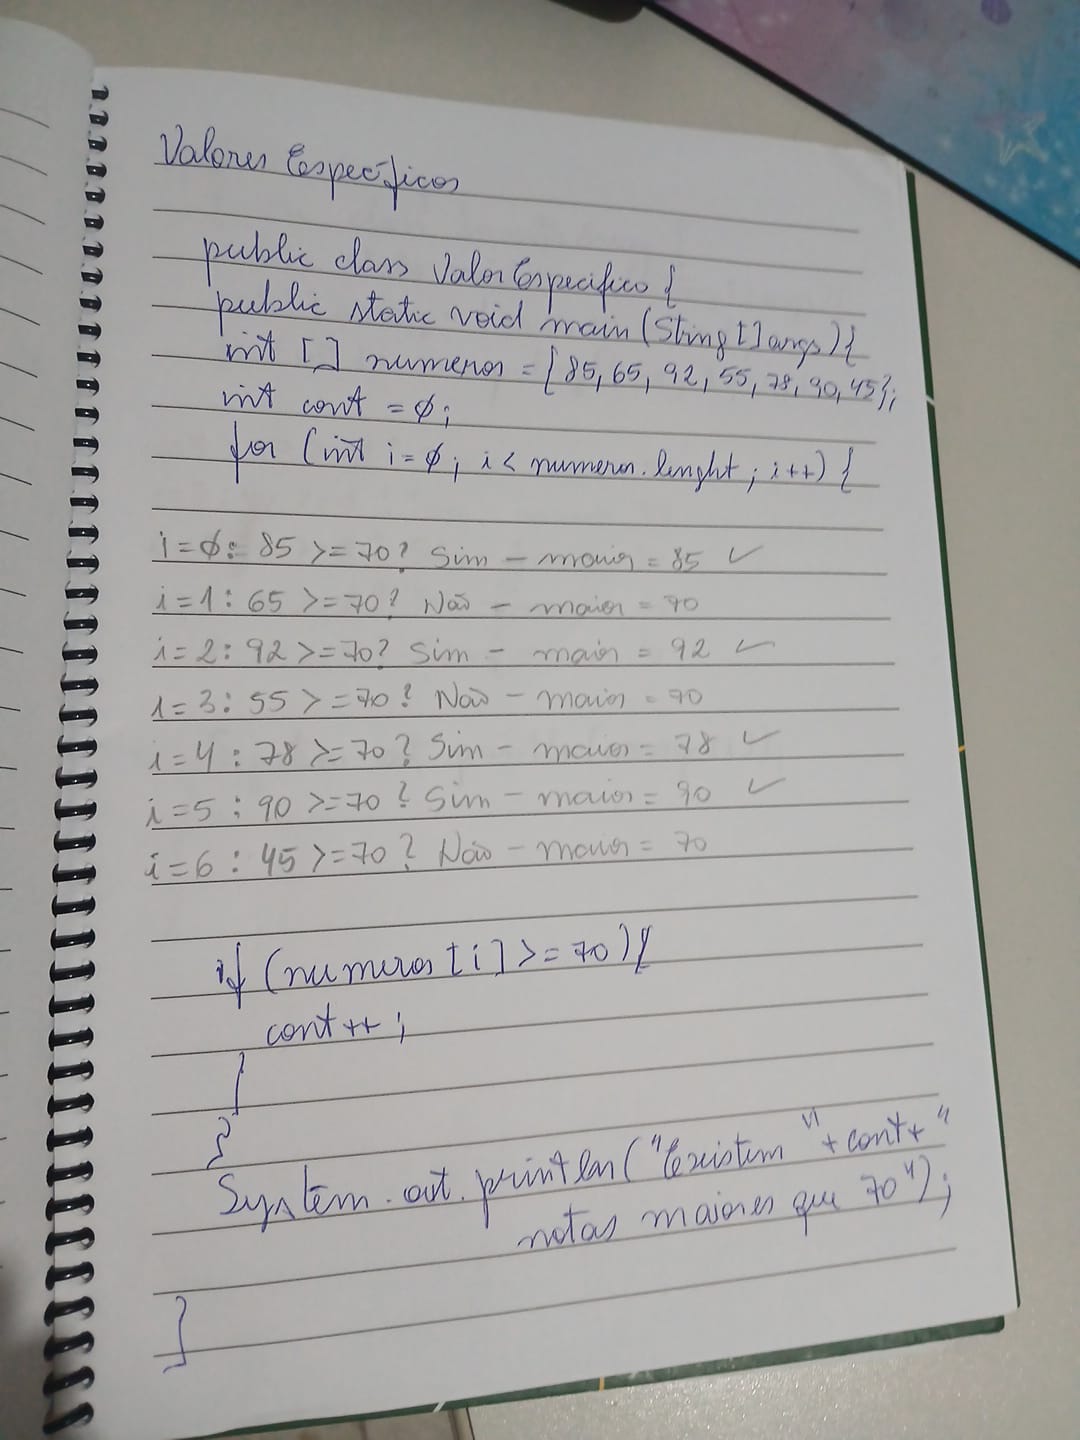 Valores Específicos
public class ValorEspecifico {
public static void main (String [] args) {
int [] numeros = {85, 65, 92, 55, 78, 90, 45};
int cont = 0;
for (int i = 0; i < numeros.lenght; i++) {
i = 0: 85 >= 70? Sim - maior = 85 ✓
i = 1: 65 >= 70? Não - maior = 70
i = 2: 92 >= 70? Sim - maior = 92 ✓
i = 3: 55 >= 70? Não - maior = 70
i = 4: 78 >= 70? Sim - maior = 78 ✓
i = 5: 90 >= 70? Sim - maior = 90 ✓
i = 6: 45 >= 70? Não - maior = 70
if (numeros [i] >= 70) {
cont++;
}
}
System.out.println("Existem "+cont+"
notas maiores que 70");
}